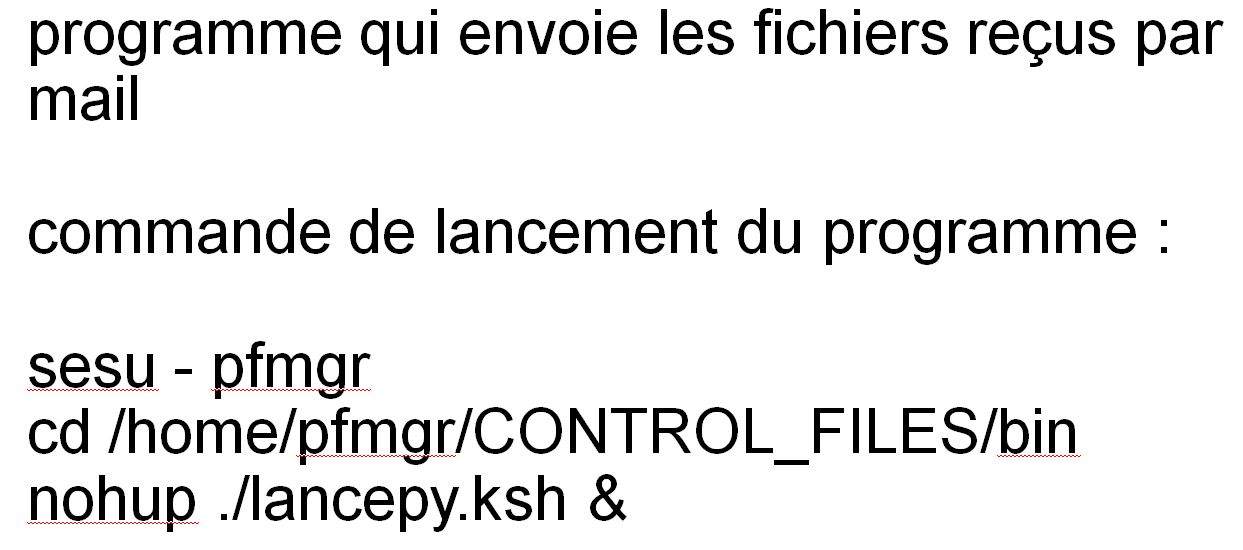 programme qui envoie les fichiers reçus par
mail
commande de lancement du programme :
sesu - pfmgr
cd /home/pfmgr/CONTROL_FILES/bin
nohup ./lancepy.ksh &